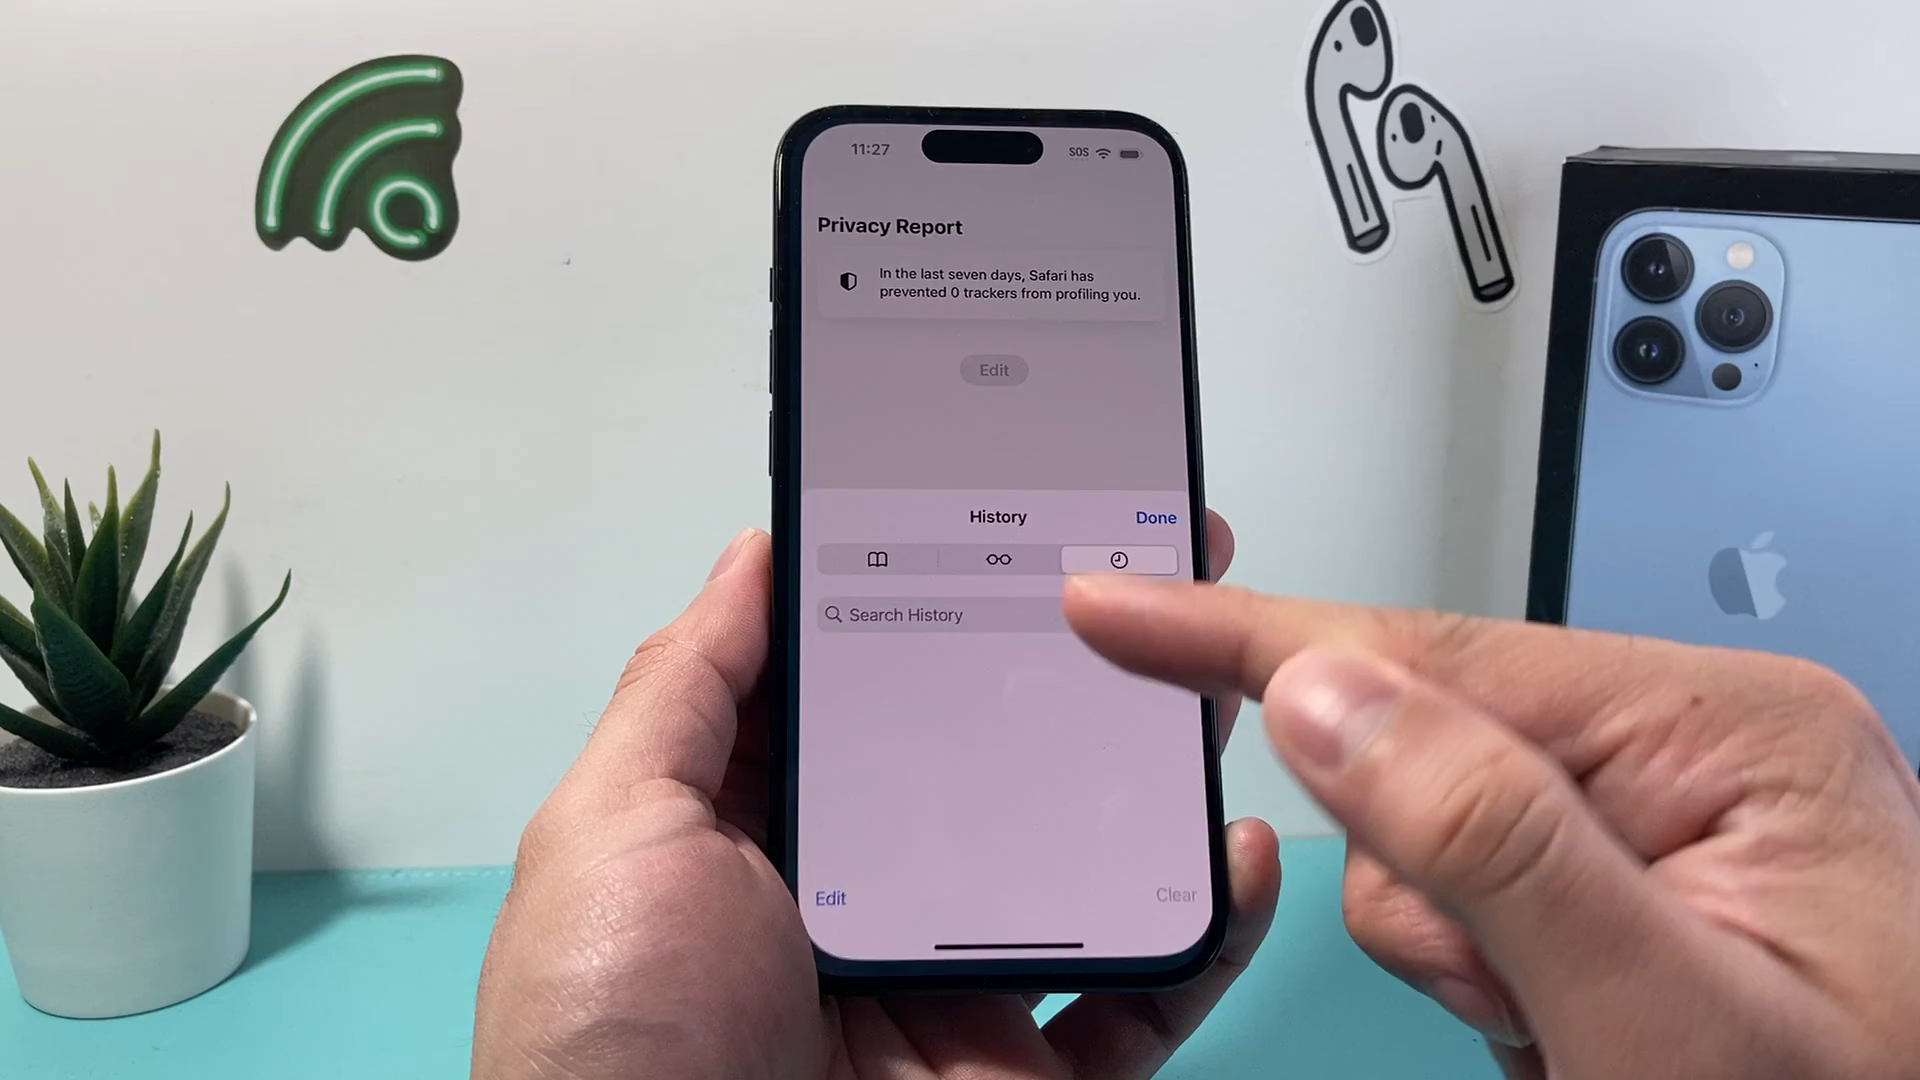 11:27
SOS
Privacy Report
In the last seven days, Safari has
prevented 0 trackers from profiling you.
Edit
History
Done
Search History
Edit
Clear